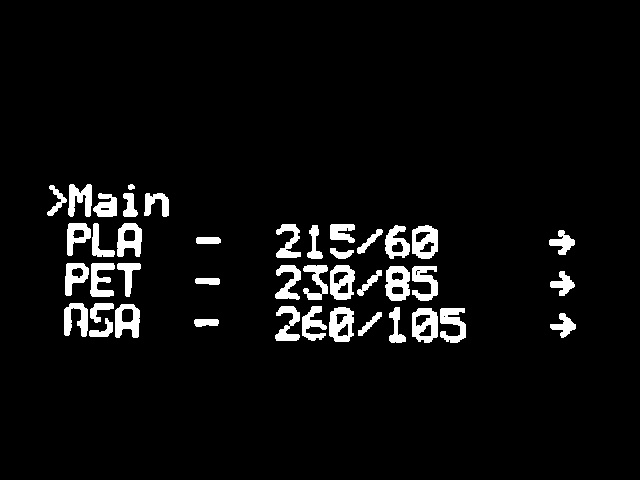 >Main
PLA - 215/60 →
PET - 230/85 →
ASA - 260/105 →